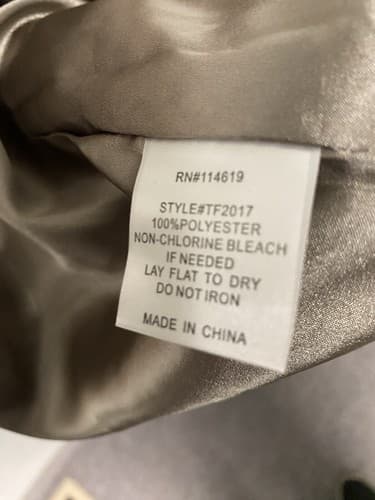 RN#114619
STYLE#TF2017
100%POLYESTER
NON-CHLORINE BLEACH
IF NEEDED
LAY FLAT TO DRY
DO NOT IRON
MADE IN CHINA